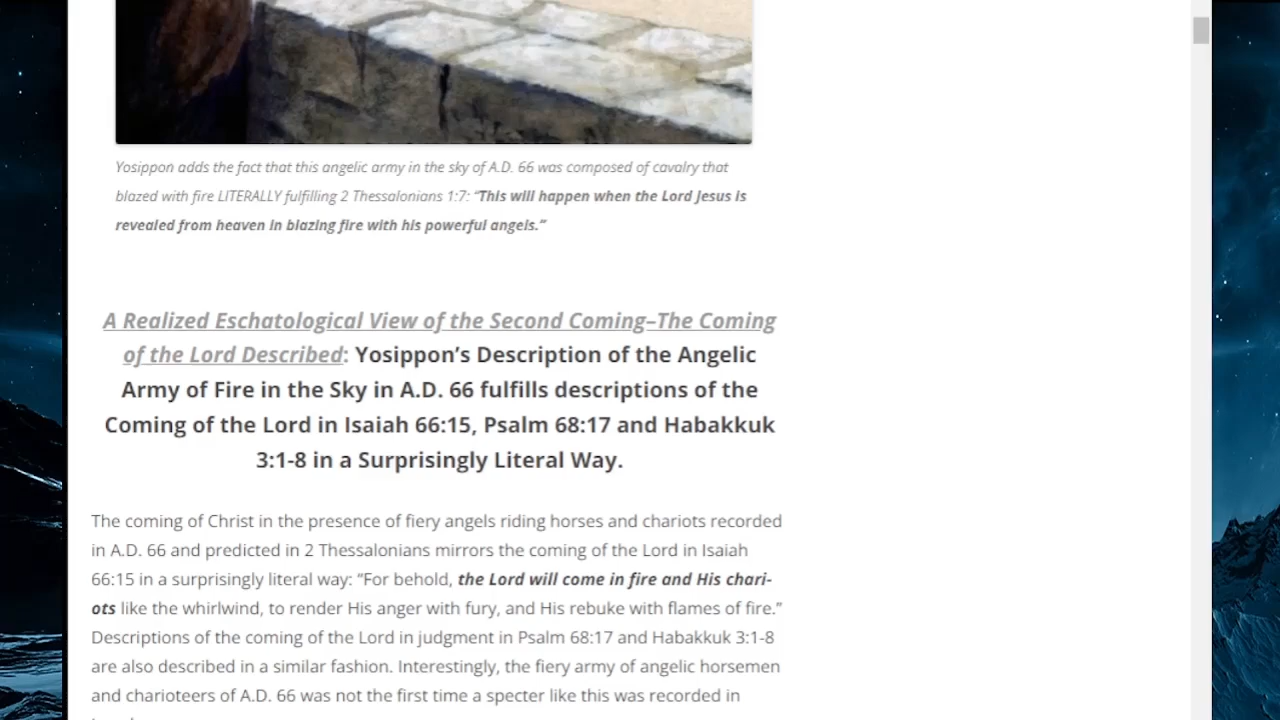 Yosippon adds the fact that this angelic army in the sky of A.D. 66 was composed of cavalry that
blazed with fire LITERALLY fulfilling 2 Thessalonians 1:7: “This will happen when the Lord Jesus is
revealed from heaven in blazing fire with his powerful angels.”
A Realized Eschatological View of the Second Coming–The Coming
of the Lord Described: Yosippon’s Description of the Angelic
Army of Fire in the Sky in A.D. 66 fulfills descriptions of the
Coming of the Lord in Isaiah 66:15, Psalm 68:17 and Habakkuk
3:1-8 in a Surprisingly Literal Way.
The coming of Christ in the presence of fiery angels riding horses and chariots recorded
in A.D. 66 and predicted in 2 Thessalonians mirrors the coming of the Lord in Isaiah
66:15 in a surprisingly literal way: “For behold, the Lord will come in fire and His chari-
ots like the whirlwind, to render His anger with fury, and His rebuke with flames of fire.”
Descriptions of the coming of the Lord in judgment in Psalm 68:17 and Habakkuk 3:1-8
are also described in a similar fashion. Interestingly, the fiery army of angelic horsemen
and charioteers of A.D. 66 was not the first time a specter like this was recorded in